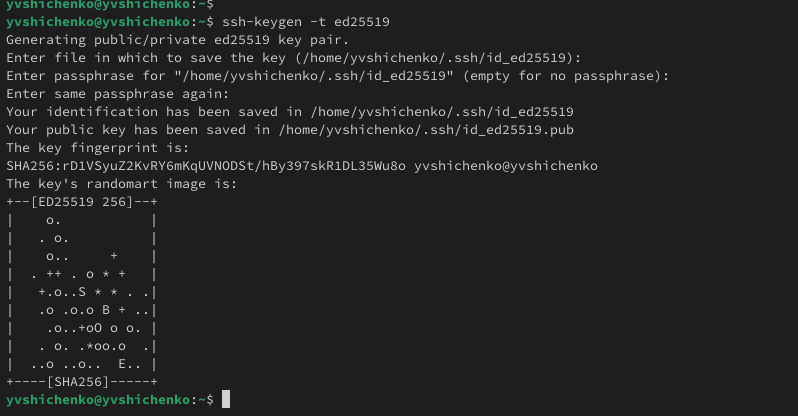 yvshichenko@yvshichenko:~$
yvshichenko@yvshichenko:~$ ssh-keygen -t ed25519
Generating public/private ed25519 key pair.
Enter file in which to save the key (/home/yvshichenko/.ssh/id_ed25519):
Enter passphrase for "/home/yvshichenko/.ssh/id_ed25519" (empty for no passphrase):
Enter same passphrase again:
Your identification has been saved in /home/yvshichenko/.ssh/id_ed25519
Your public key has been saved in /home/yvshichenko/.ssh/id_ed25519.pub
The key fingerprint is:
SHA256:rD1VSyuZ2KvRY6mKqUVNODSt/hBy397skR1DL35Wu8o yvshichenko@yvshichenko
The key's randomart image is:
+--[ED25519 256]--+
|    o.           |
|   . o.          |
|    o..     +    |
|  . ++ . o * +   |
|   +.o..S * * . .|
|   .o .o.o B + ..|
|    .o..+oO o o. |
|   . o. .*oo.o  .|
|  ..o ..o..  E.. |
+----[SHA256]-----+
yvshichenko@yvshichenko:~$